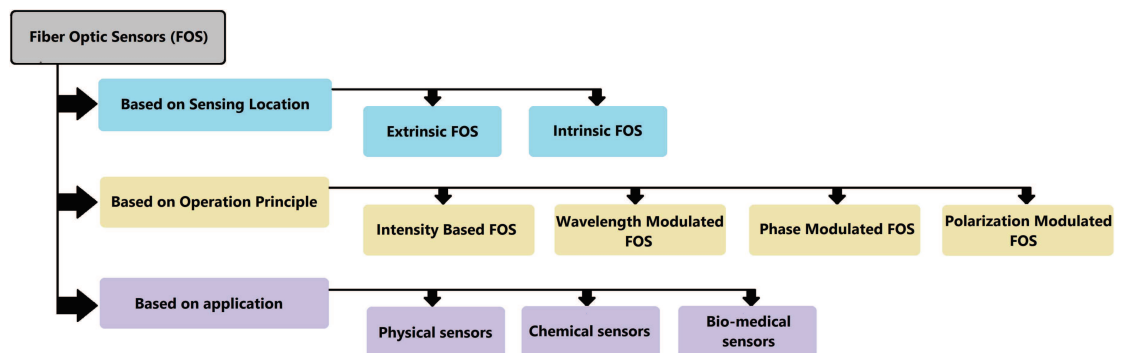 Fiber Optic Sensors (FOS)
Based on Sensing Location
Extrinsic FOS
Intrinsic FOS
Based on Operation Principle
Intensity Based FOS
Wavelength Modulated
FOS
Phase Modulated FOS
Polarization Modulated
FOS
Based on application
Physical sensors
Chemical sensors
Bio-medical
sensors